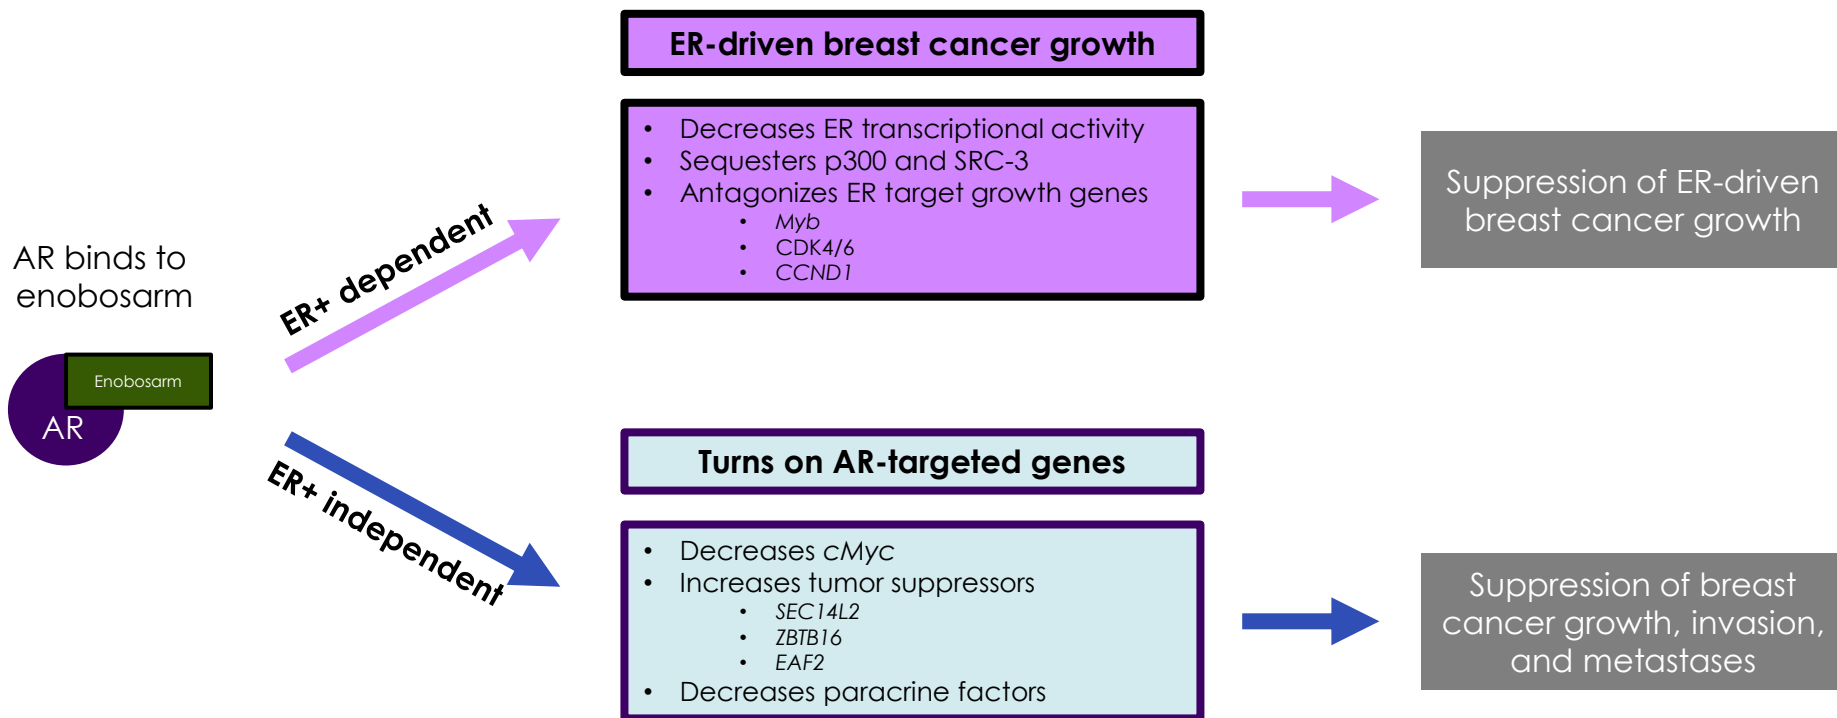 AR binds to
enobosarm
Enobosarm
AR
ER+ dependent
ER+ independent
ER-driven breast cancer growth
• Decreases ER transcriptional activity
• Sequesters p300 and SRC-3
• Antagonizes ER target growth genes
• Myb
• CDK4/6
• CCND1
Suppression of ER-driven
breast cancer growth
Turns on AR-targeted genes
• Decreases cMyc
• Increases tumor suppressors
• SEC14L2
• ZBTB16
• EAF2
• Decreases paracrine factors
Suppression of breast
cancer growth, invasion,
and metastases